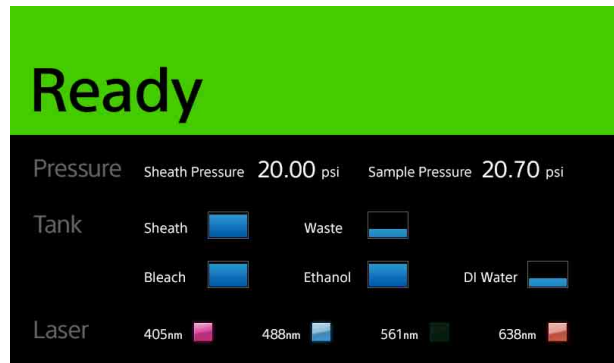 Ready
Pressure Sheath Pressure 20.00 psi Sample Pressure 20.70 psi
Tank Sheath Waste
Bleach Ethanol DI Water
Laser 405nm 488nm 561nm 638nm